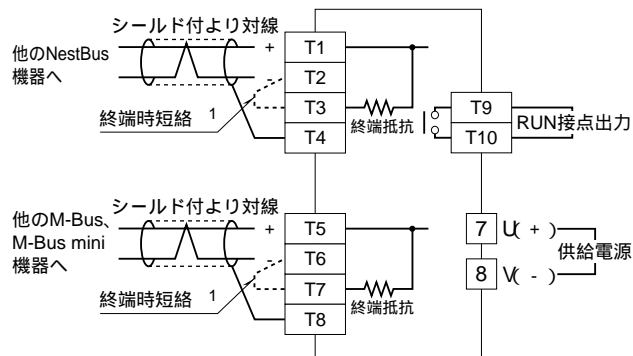 シールド付より対線
他のNestBus
機器へ
+
T1
T2
T3
T4
終端時短絡 1
終端抵抗
T9
T10
RUN接点出力
シールド付より対線
他のM-Bus、
M-Bus mini
機器へ
+
T5
T6
T7
T8
終端時短絡 1
終端抵抗
7 U( + )
8 V( - )
供給電源